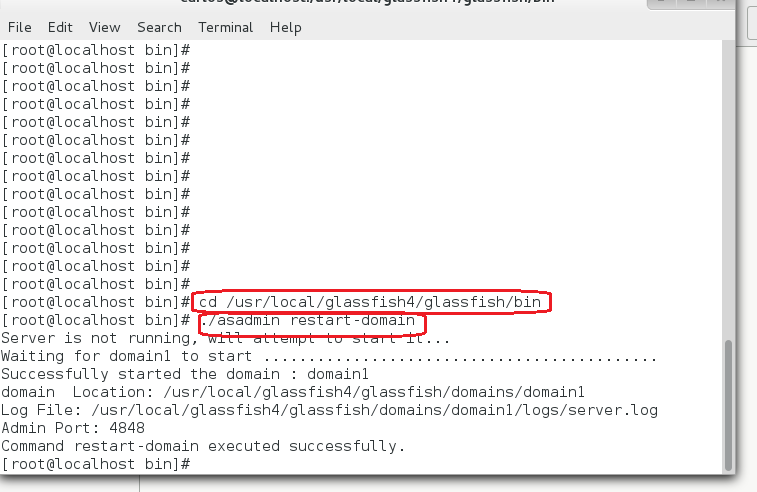 carlos@localhost:/usr/local/glassfish4/glassfish/bin
File Edit View Search Terminal Help
[root@localhost bin]#
[root@localhost bin]#
[root@localhost bin]#
[root@localhost bin]#
[root@localhost bin]#
[root@localhost bin]#
[root@localhost bin]#
[root@localhost bin]#
[root@localhost bin]#
[root@localhost bin]#
[root@localhost bin]#
[root@localhost bin]#
[root@localhost bin]#
[root@localhost bin]#
[root@localhost bin]# cd /usr/local/glassfish4/glassfish/bin
[root@localhost bin]# ./asadmin restart-domain
Server is not running, will attempt to start it...
Waiting for domain1 to start ...........................................
Successfully started the domain : domain1
domain  Location: /usr/local/glassfish4/glassfish/domains/domain1
Log File: /usr/local/glassfish4/glassfish/domains/domain1/logs/server.log
Admin Port: 4848
Command restart-domain executed successfully.
[root@localhost bin]#